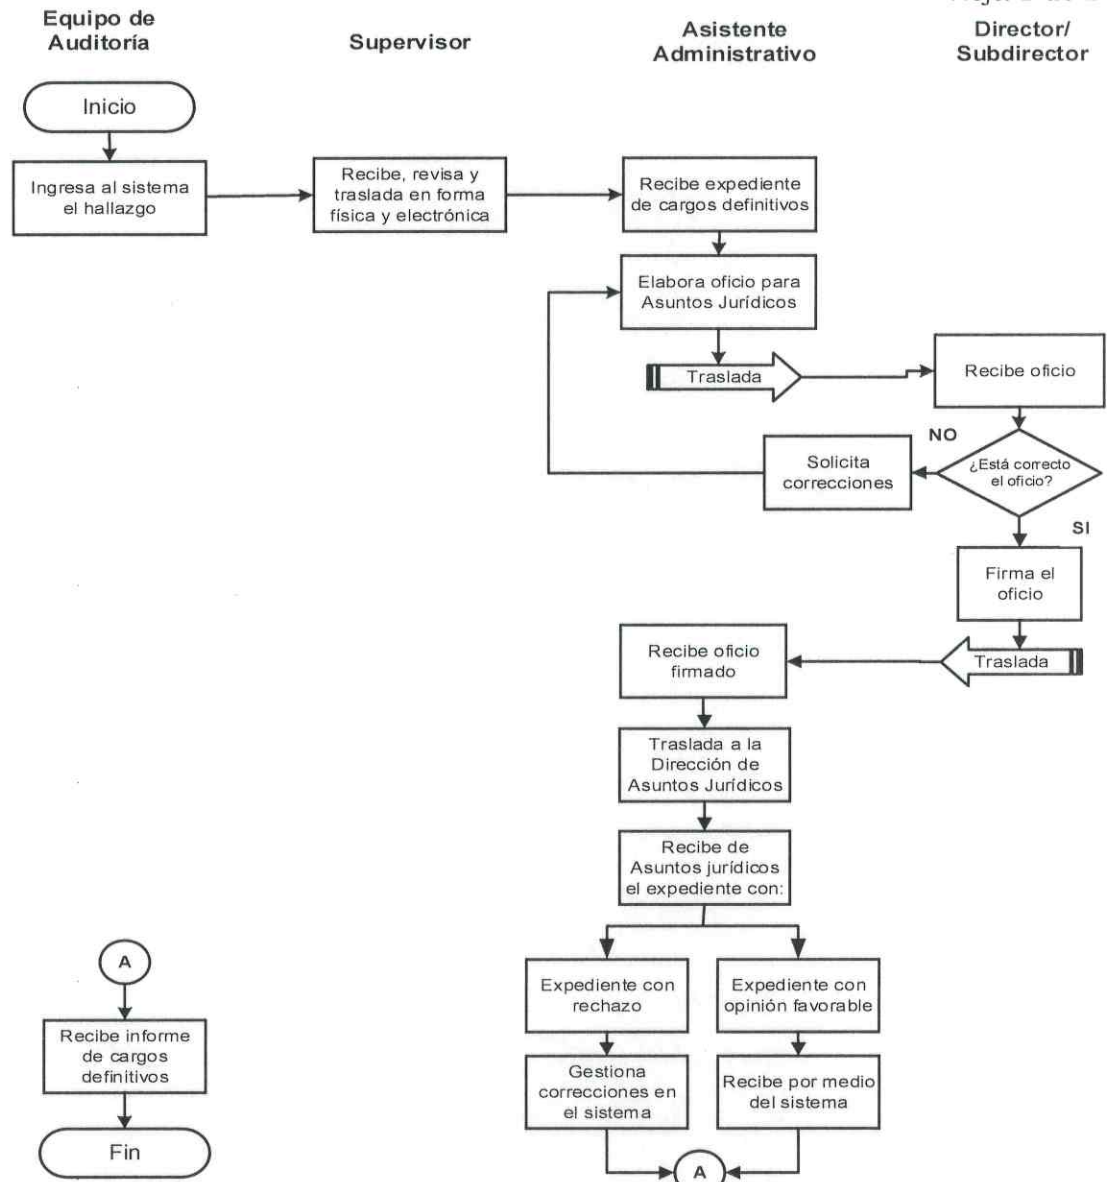 Equipo de
Auditoría
Supervisor
Asistente
Administrativo
Director/
Subdirector
Inicio
Ingresa al sistema
el hallazgo
Recibe, revisa y
traslada en forma
física y electrónica
Recibe expediente
de cargos definitivos
Elabora oficio para
Asuntos Jurídicos
Traslada
Recibe oficio
NO
¿Está correcto
el oficio?
Solicita
correcciones
SI
Firma el
oficio
Traslada
Recibe oficio
firmado
Traslada a la
Dirección de
Asuntos Jurídicos
Recibe de
Asuntos jurídicos
el expediente con:
Expediente con
rechazo
Expediente con
opinión favorable
Gestiona
correcciones en
el sistema
Recibe por medio
del sistema
A
A
Recibe informe
de cargos
definitivos
Fin